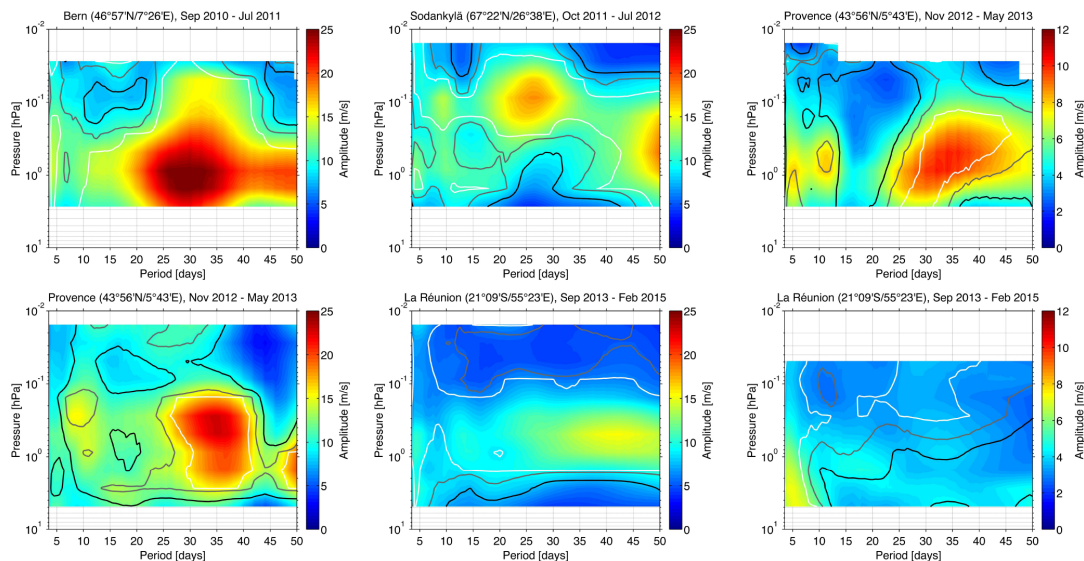 Bern (46°57'N/7°26'E), Sep 2010 - Jul 2011
10⁻²
10⁻¹
10⁰
10¹
Pressure [hPa]
5 10 15 20 25 30 35 40 45 50
Period [days]
25
20
15
10
5
0
Amplitude [m/s]
Sodankylä (67°22'N/26°38'E), Oct 2011 - Jul 2012
10⁻²
10⁻¹
10⁰
10¹
Pressure [hPa]
5 10 15 20 25 30 35 40 45 50
Period [days]
25
20
15
10
5
0
Amplitude [m/s]
Provence (43°56'N/5°43'E), Nov 2012 - May 2013
10⁻²
10⁻¹
10⁰
10¹
Pressure [hPa]
5 10 15 20 25 30 35 40 45 50
Period [days]
12
10
8
6
4
2
0
Amplitude [m/s]
Provence (43°56'N/5°43'E), Nov 2012 - May 2013
10⁻²
10⁻¹
10⁰
10¹
Pressure [hPa]
5 10 15 20 25 30 35 40 45 50
Period [days]
25
20
15
10
5
0
Amplitude [m/s]
La Réunion (21°09'S/55°23'E), Sep 2013 - Feb 2015
10⁻²
10⁻¹
10⁰
10¹
Pressure [hPa]
5 10 15 20 25 30 35 40 45 50
Period [days]
25
20
15
10
5
0
Amplitude [m/s]
La Réunion (21°09'S/55°23'E), Sep 2013 - Feb 2015
10⁻²
10⁻¹
10⁰
10¹
Pressure [hPa]
5 10 15 20 25 30 35 40 45 50
Period [days]
12
10
8
6
4
2
0
Amplitude [m/s]